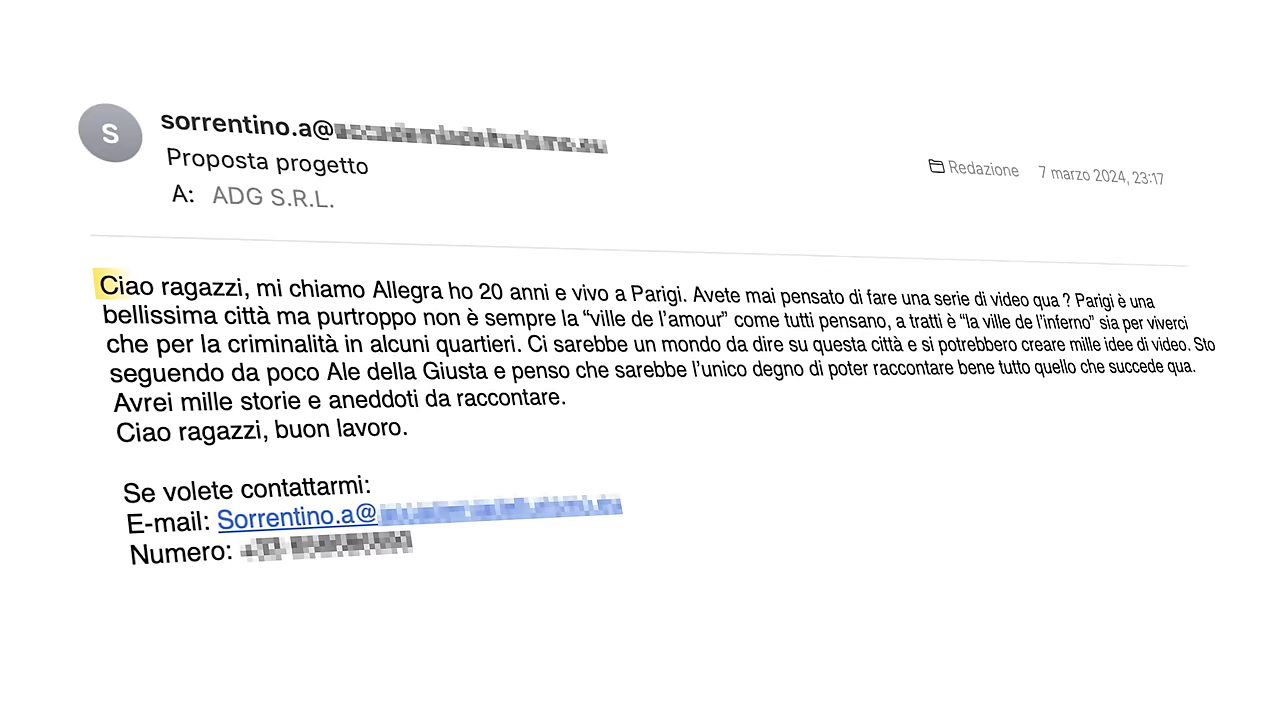 S
sorrentino.a@
Proposta progetto
A: ADG S.R.L.
Redazione 7 marzo 2024, 23:17
Ciao ragazzi, mi chiamo Allegra ho 20 anni e vivo a Parigi. Avete mai pensato di fare una serie di video qua ? Parigi è una
bellissima città ma purtroppo non è sempre la “ville de l’amour” come tutti pensano, a tratti è “la ville de l’inferno” sia per viverci
che per la criminalità in alcuni quartieri. Ci sarebbe un mondo da dire su questa città e si potrebbero creare mille idee di video. Sto
seguendo da poco Ale della Giusta e penso che sarebbe l’unico degno di poter raccontare bene tutto quello che succede qua.
Avrei mille storie e aneddoti da raccontare.
Ciao ragazzi, buon lavoro.
Se volete contattarmi:
E-mail: Sorrentino.a@
Numero: